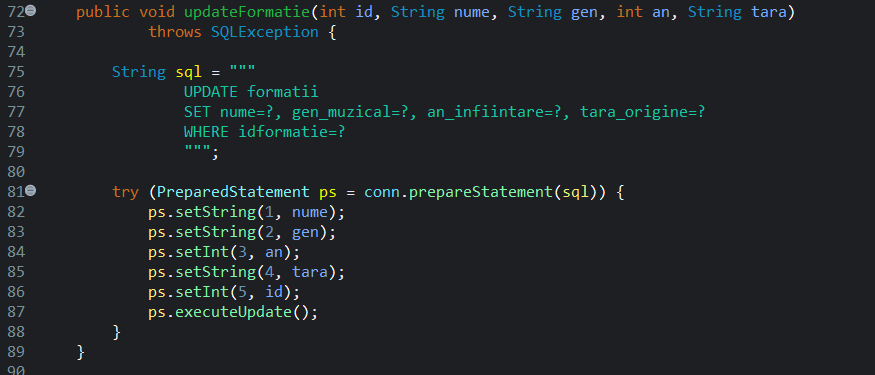 72 public void updateFormatie(int id, String nume, String gen, int an, String tara)
73 throws SQLException {
74
75 String sql = """
76 UPDATE formatii
77 SET nume=?, gen_muzical=?, an_infiintare=?, tara_origine=?
78 WHERE idformatie=?
79 """;
80
81 try (PreparedStatement ps = conn.prepareStatement(sql)) {
82 ps.setString(1, nume);
83 ps.setString(2, gen);
84 ps.setInt(3, an);
85 ps.setString(4, tara);
86 ps.setInt(5, id);
87 ps.executeUpdate();
88 }
89 }
90